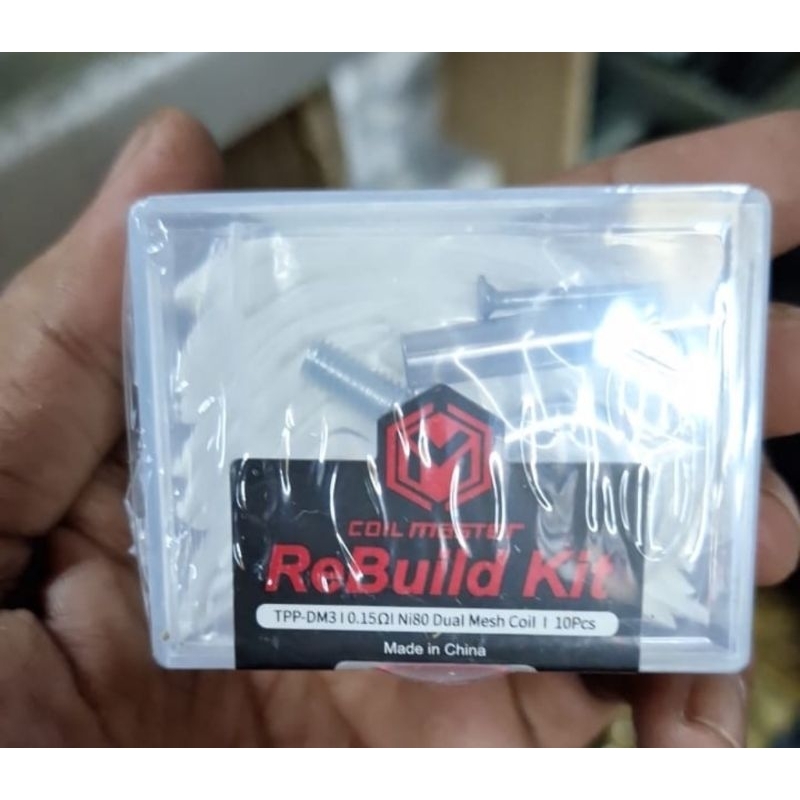 COIL MASTER
ReBuild Kit
TPP-DM3 I 0.15Ω I Ni80 Dual Mesh Coil I 10Pcs
Made in China